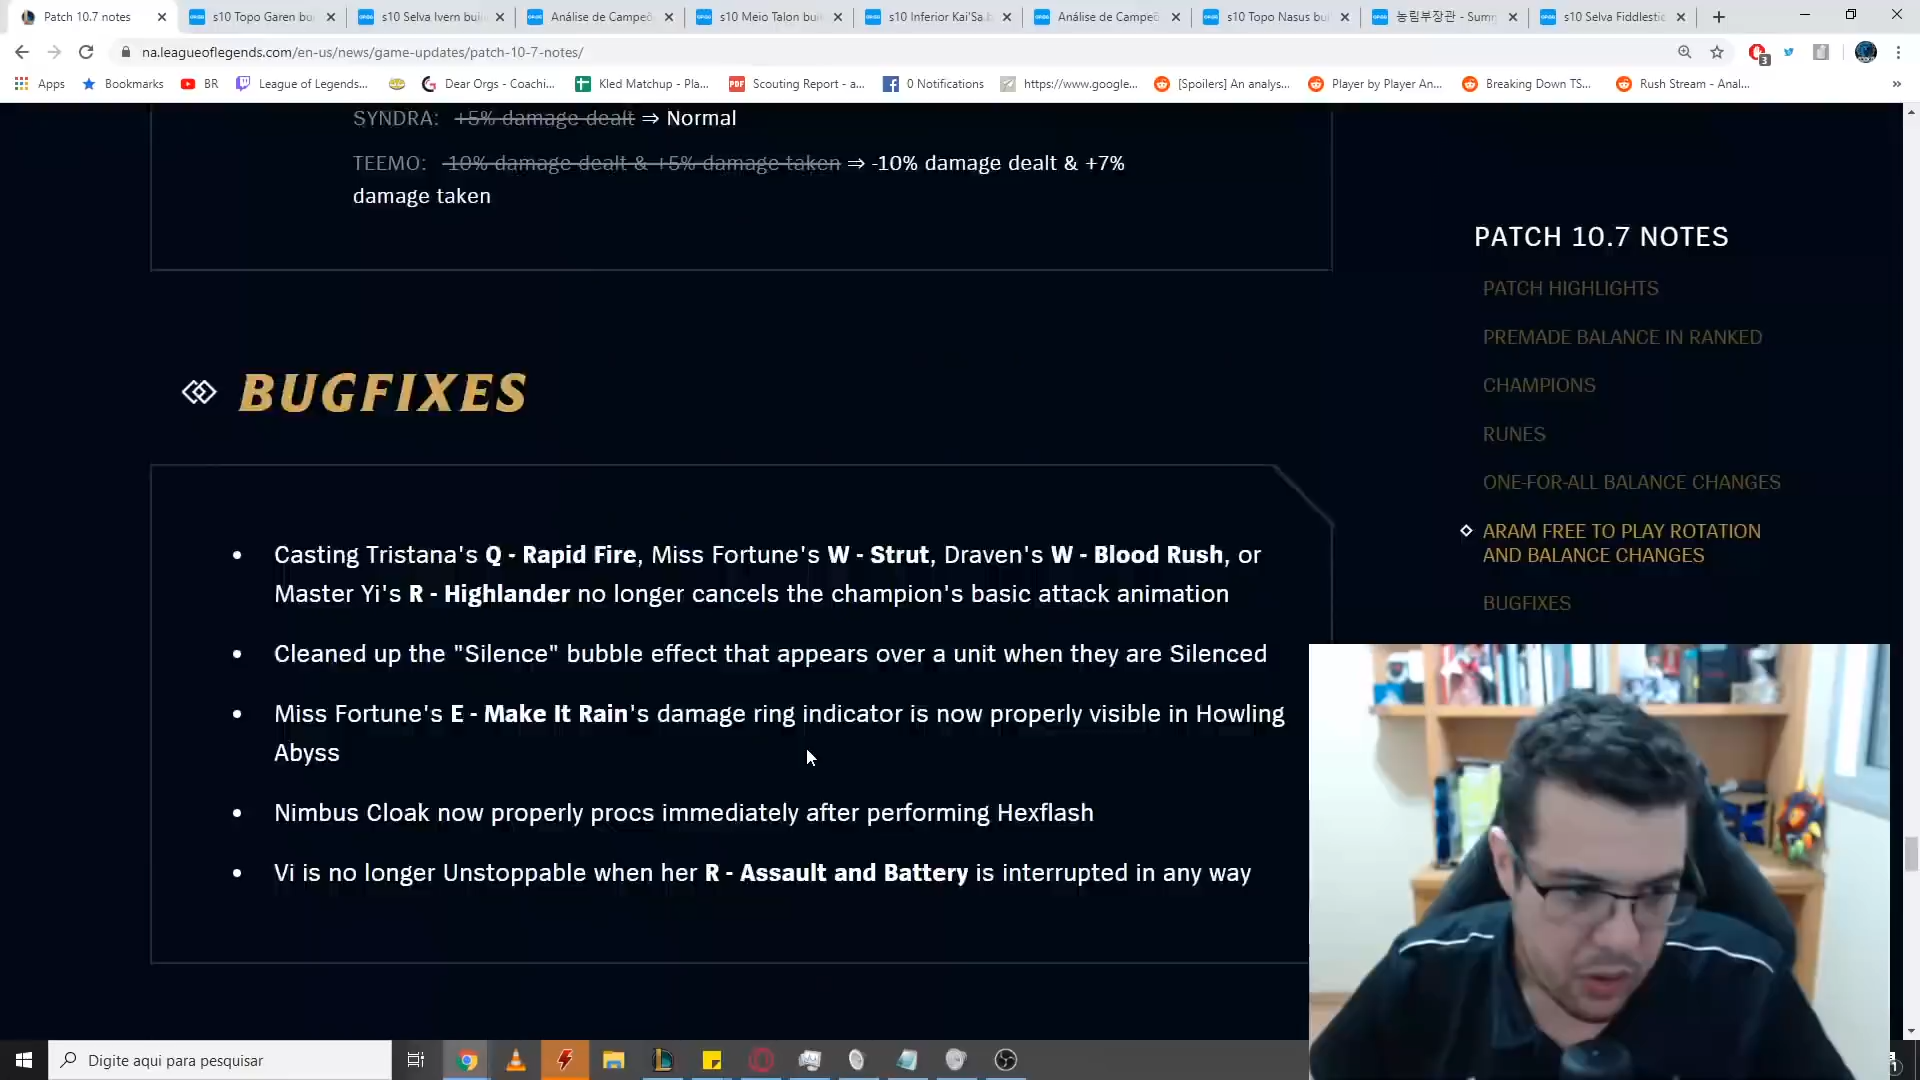 Patch 10.7 notes
s10 Topo Garen bu
s10 Selva Ivern buil
Análise de Campeõ
s10 Meio Talon bui
s10 Inferior Kai'Sa b
Análise de Campeõ
s10 Topo Nasus bui
농림부장관 - Sum
s10 Selva Fiddlestic
na.leagueoflegends.com/en-us/news/game-updates/patch-10-7-notes/
3
Apps
Bookmarks
BR
League of Legends...
Dear Orgs - Coachi...
Kled Matchup - Pla...
PDF
Scouting Report - a...
0 Notifications
https://www.google...
[Spoilers] An analys...
Player by Player An...
Breaking Down TS...
Rush Stream - Anal...
»
SYNDRA: +5% damage dealt ⇒ Normal
TEEMO: -10% damage dealt & +5% damage taken ⇒ -10% damage dealt & +7%
damage taken
BUGFIXES
• Casting Tristana's Q - Rapid Fire, Miss Fortune's W - Strut, Draven's W - Blood Rush, or
Master Yi's R - Highlander no longer cancels the champion's basic attack animation
• Cleaned up the "Silence" bubble effect that appears over a unit when they are Silenced
• Miss Fortune's E - Make It Rain's damage ring indicator is now properly visible in Howling
Abyss
• Nimbus Cloak now properly procs immediately after performing Hexflash
• Vi is no longer Unstoppable when her R - Assault and Battery is interrupted in any way
PATCH 10.7 NOTES
PATCH HIGHLIGHTS
PREMADE BALANCE IN RANKED
CHAMPIONS
RUNES
ONE-FOR-ALL BALANCE CHANGES
ARAM FREE TO PLAY ROTATION
AND BALANCE CHANGES
BUGFIXES
Digite aqui para pesquisar